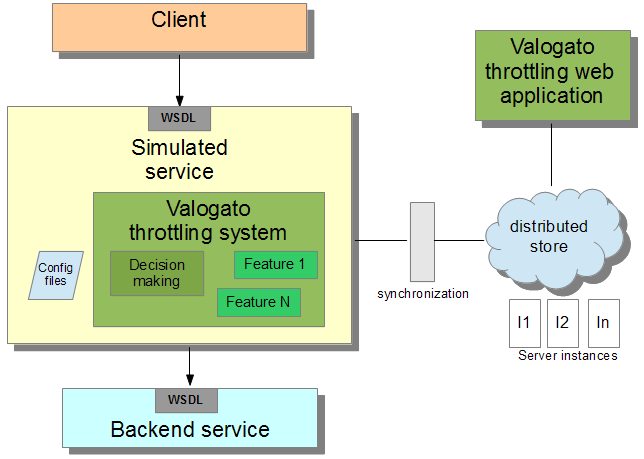 Client
Valogato
throttling web
application
WSDL
Simulated
service
Valogato
throttling system
Config
files
Decision
making
Feature 1
Feature N
synchronization
distributed
store
I1
I2
In
Server instances
WSDL
Backend service